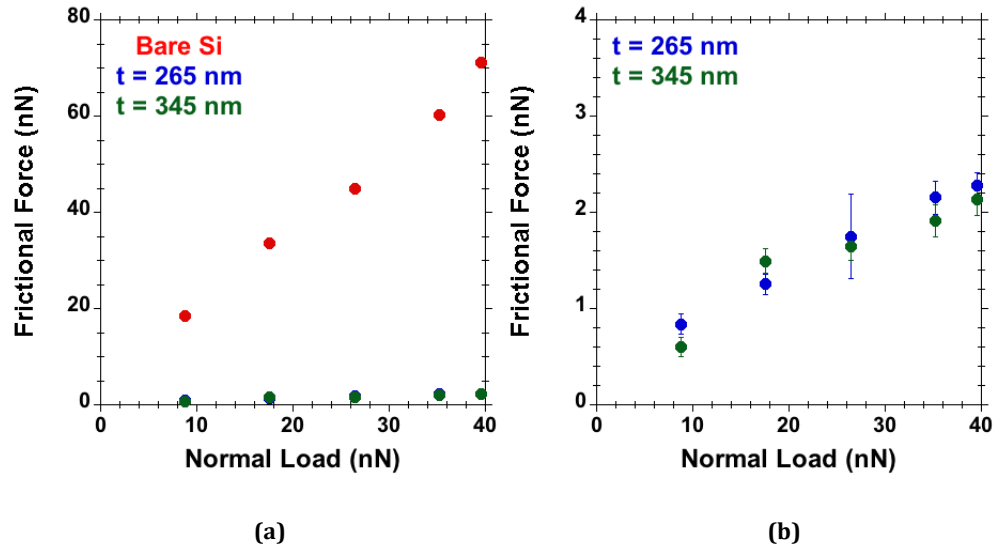 80
60
40
20
0
Frictional Force (nN)
Bare Si
t = 265 nm
t = 345 nm
0 10 20 30 40
Normal Load (nN)
(a)
4
3
2
1
0
Frictional Force (nN)
t = 265 nm
t = 345 nm
0 10 20 30 40
Normal Load (nN)
(b)